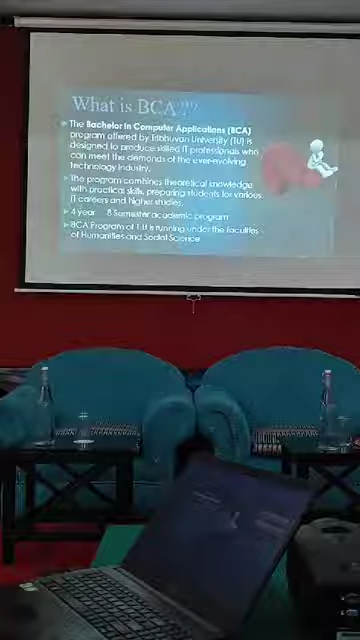 What is BCA ??
The Bachelor in Computer Applications (BCA)
program offered by Tribhuvan University (TU) is
designed to produce skilled IT professionals who
can meet the demands of the ever-evolving
technology industry.
The program combines theoretical knowledge
with practical skills, preparing students for various
IT careers and higher studies.
4 year 8 Semester academic program
BCA Program of T.U is running under the faculties
of Humanities and Social Science